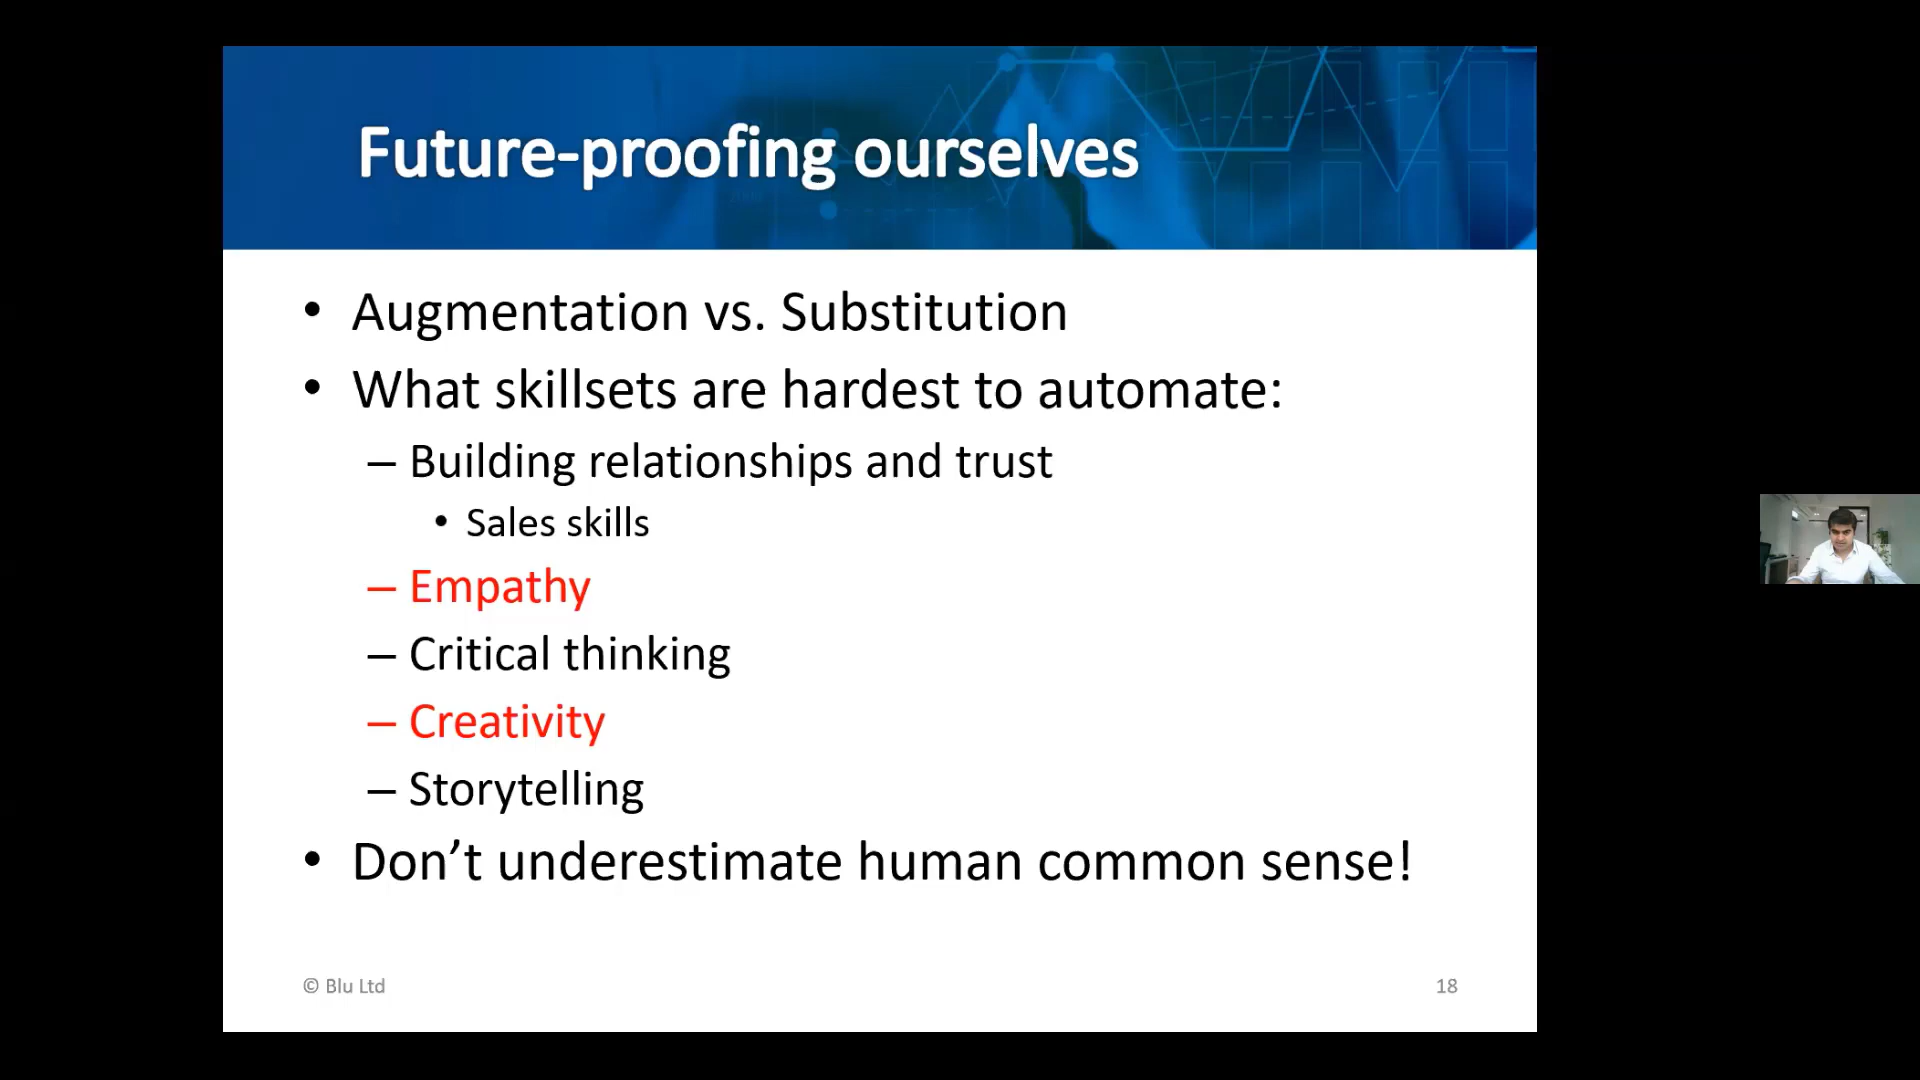 Future-proofing ourselves
• Augmentation vs. Substitution
• What skillsets are hardest to automate:
– Building relationships and trust
• Sales skills
– Empathy
– Critical thinking
– Creativity
– Storytelling
• Don’t underestimate human common sense!
© Blu Ltd
18